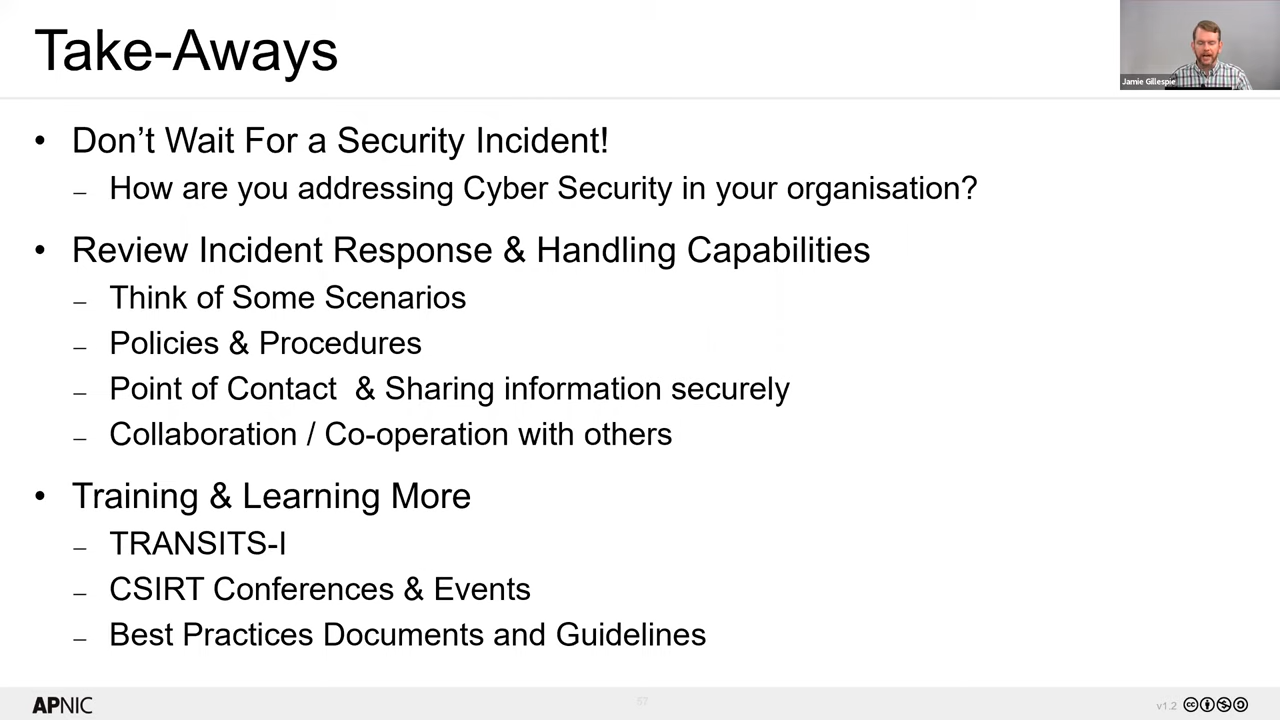 Take-Aways
Jamie Gillespie
• Don’t Wait For a Security Incident!
– How are you addressing Cyber Security in your organisation?
• Review Incident Response & Handling Capabilities
– Think of Some Scenarios
– Policies & Procedures
– Point of Contact  & Sharing information securely
– Collaboration / Co-operation with others
• Training & Learning More
– TRANSITS-I
– CSIRT Conferences & Events
– Best Practices Documents and Guidelines
APNIC
57
v1.2